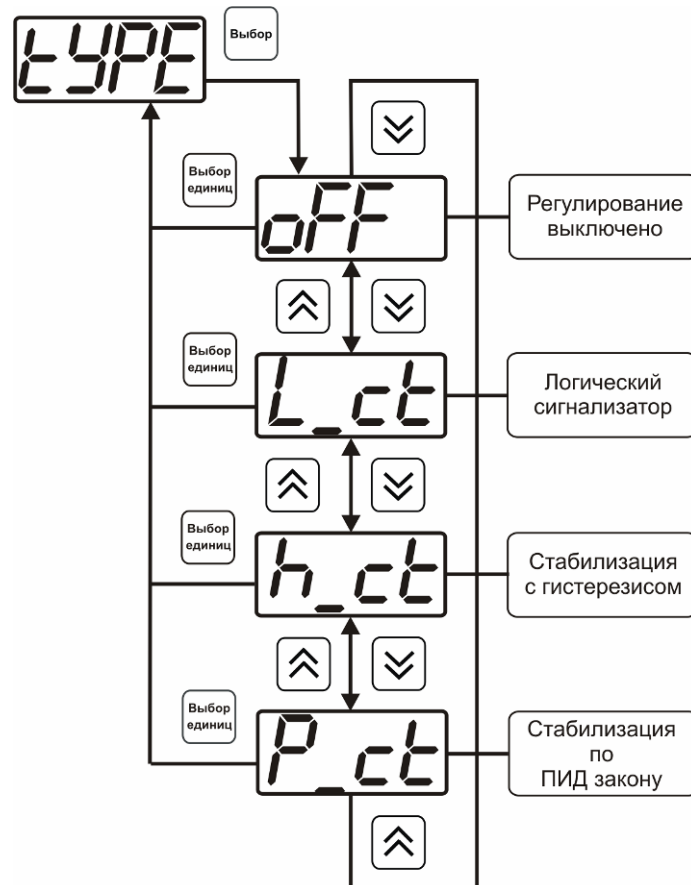 tYPE
Выбор
Выбор
единиц
oFF
Регулирование
выключено
Выбор
единиц
L_ct
Логический
сигнализатор
Выбор
единиц
h_ct
Стабилизация
с гистерезисом
Выбор
единиц
P_ct
Стабилизация
по
ПИД закону